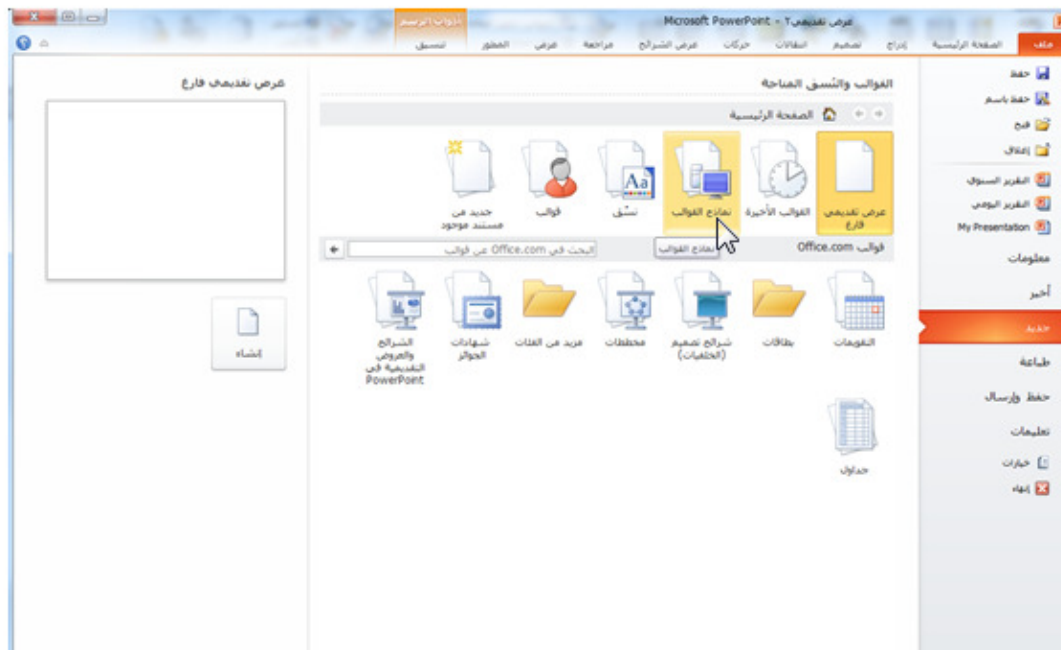 عرض تقديمي٢ - Microsoft PowerPoint
أدوات الرسم
ملف
الصفحة الرئيسية
إدراج
تصميم
انتقالات
حركات
عرض الشرائح
مراجعة
عرض
المطور
تنسيق
حفظ
حفظ باسم
فتح
إغلاق
التقرير السنوي
التقرير اليومي
My Presentation
معلومات
أخير
جديد
طباعة
حفظ وإرسال
تعليمات
خيارات
إنهاء
القوالب والنُسق المتاحة
الصفحة الرئيسية
عرض تقديمي
فارغ
القوالب الأخيرة
نماذج القوالب
نسُق
قوالب
جديد من
مستند موجود
قوالب Office.com
نماذج القوالب
البحث في Office.com عن قوالب
التقويمات
بطاقات
شرائح تصميم
(الخلفيات)
مخططات
مزيد من الفئات
شهادات
الجوائز
الشرائح
والعروض
التقديمية في
PowerPoint
جداول
عرض تقديمي فارغ
إنشاء